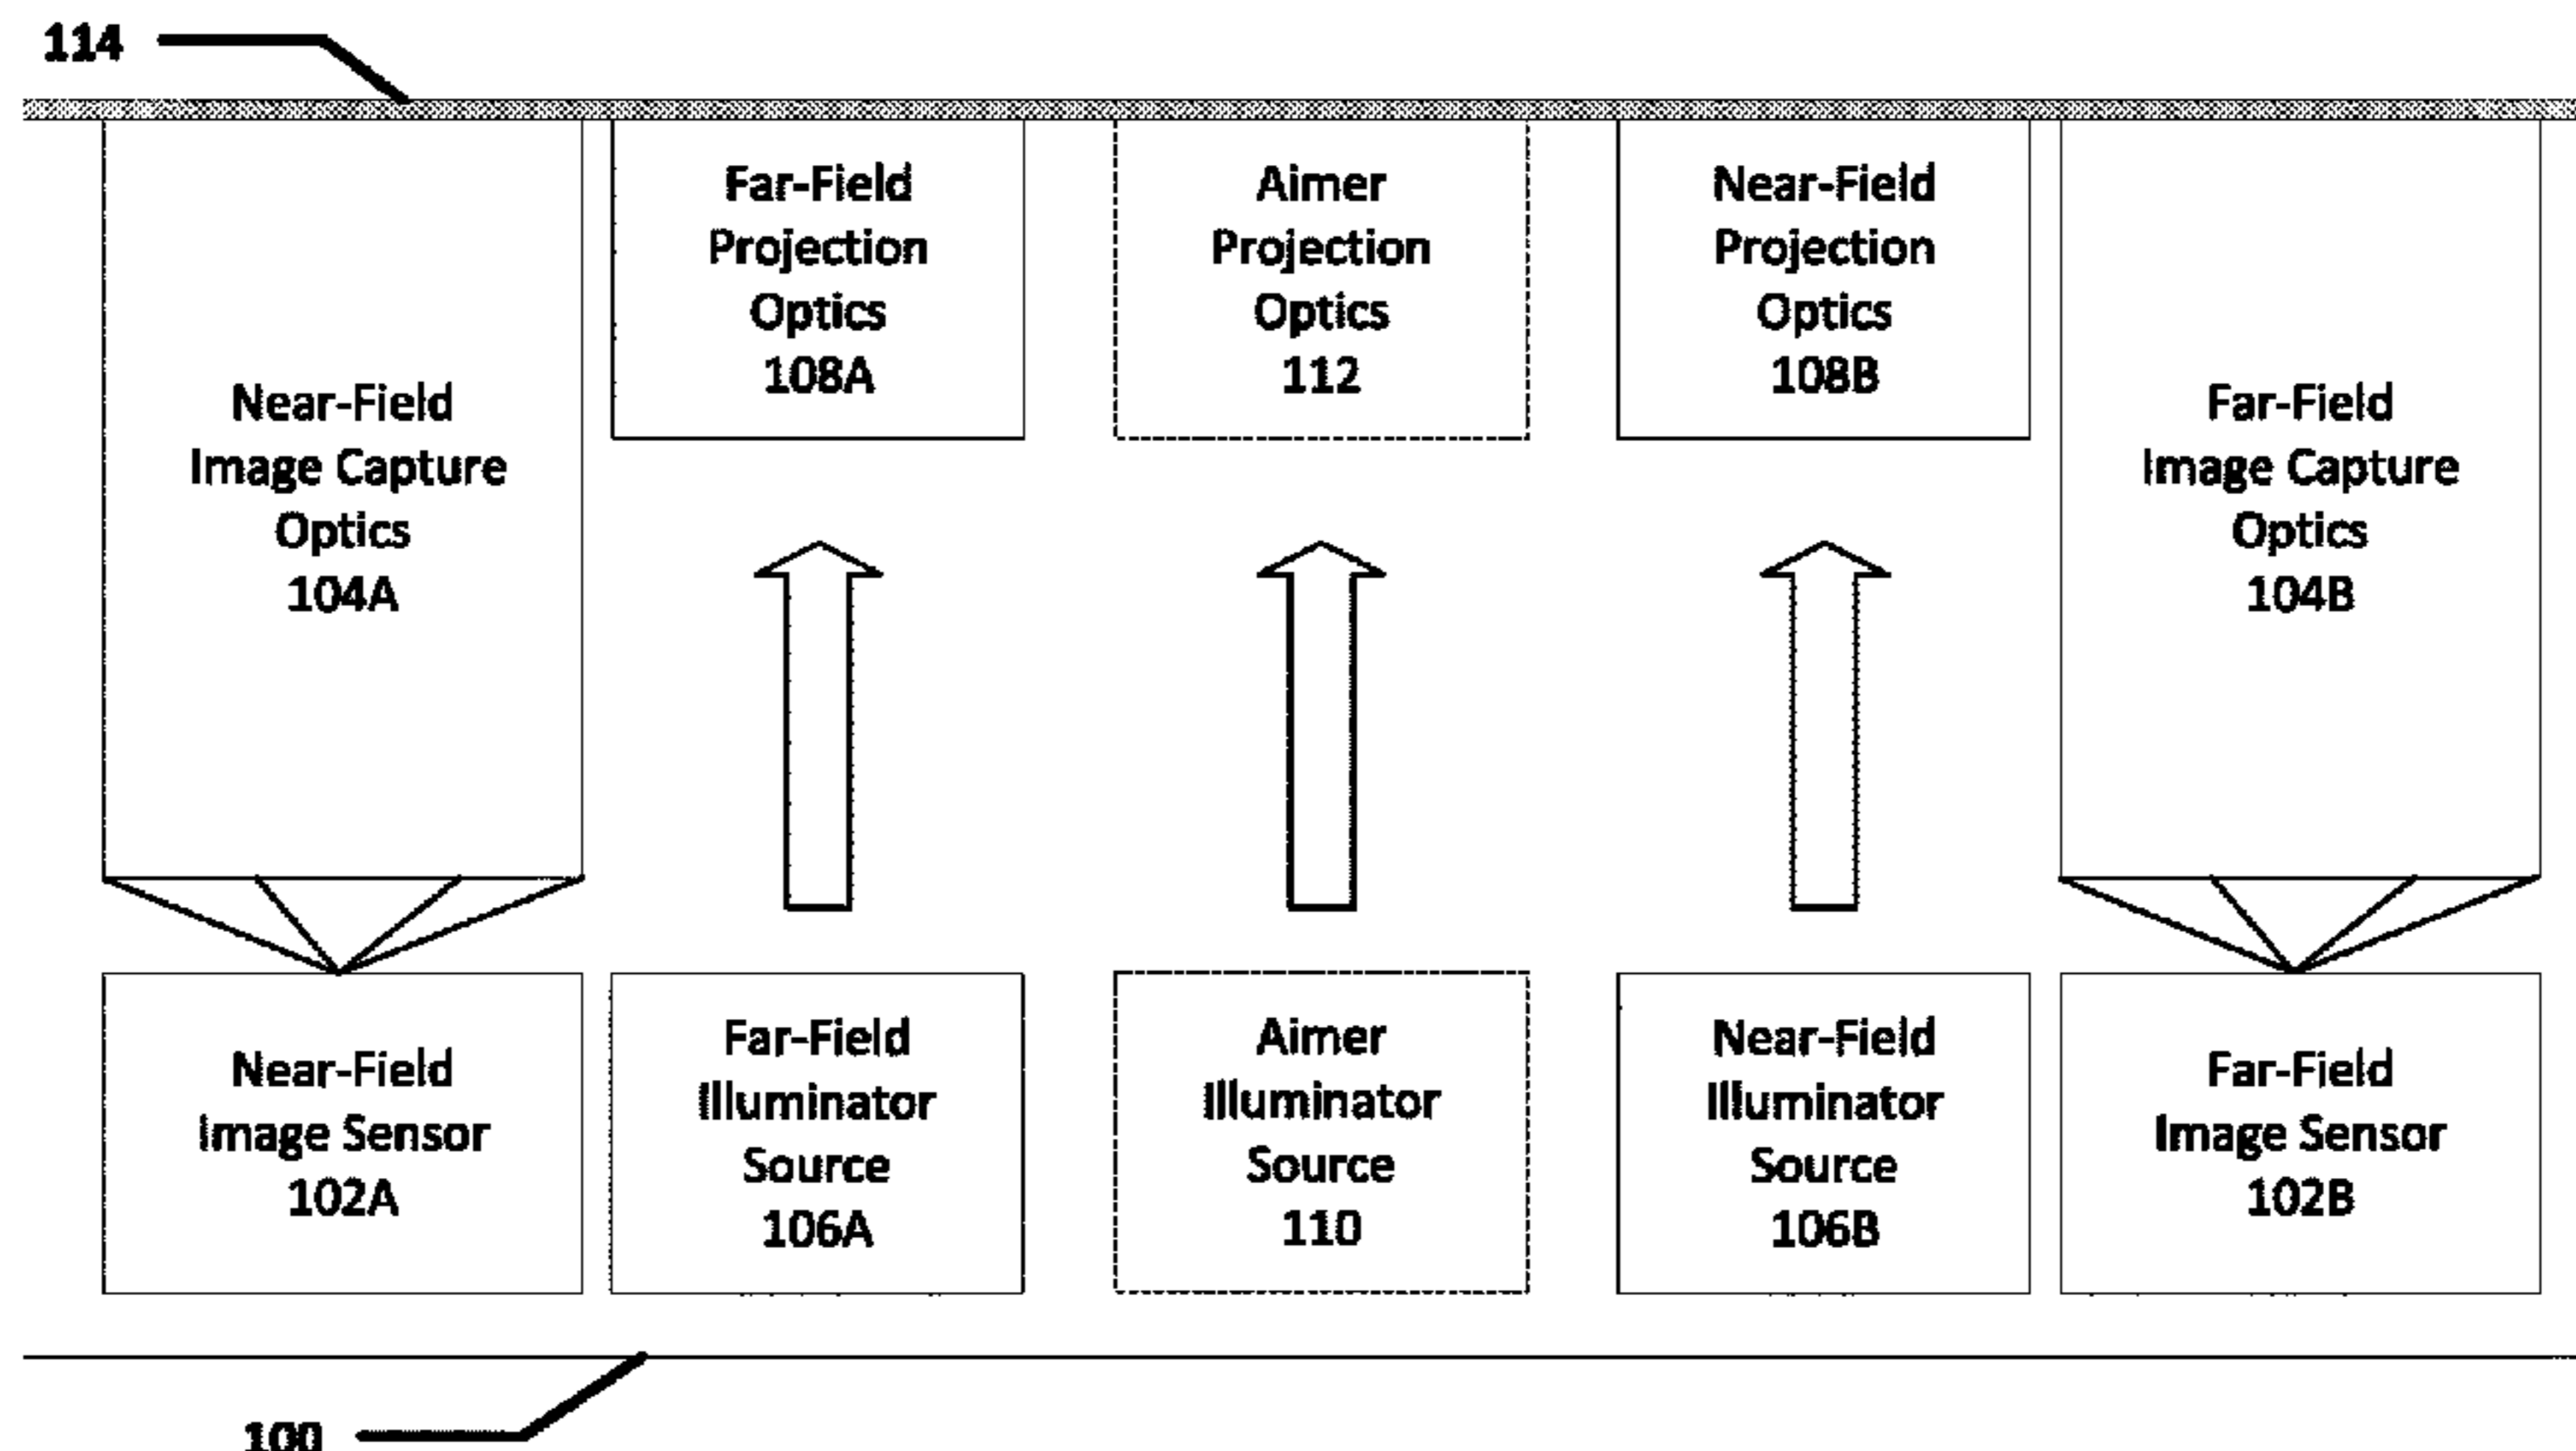 114
Near-Field
Image Capture
Optics
104A
Far-Field
Projection
Optics
108A
Aimer
Projection
Optics
112
Near-Field
Projection
Optics
108B
Far-Field
Image Capture
Optics
104B
Near-Field
Image Sensor
102A
Far-Field
Illuminator
Source
106A
Aimer
Illuminator
Source
110
Near-Field
Illuminator
Source
106B
Far-Field
Image Sensor
102B
100